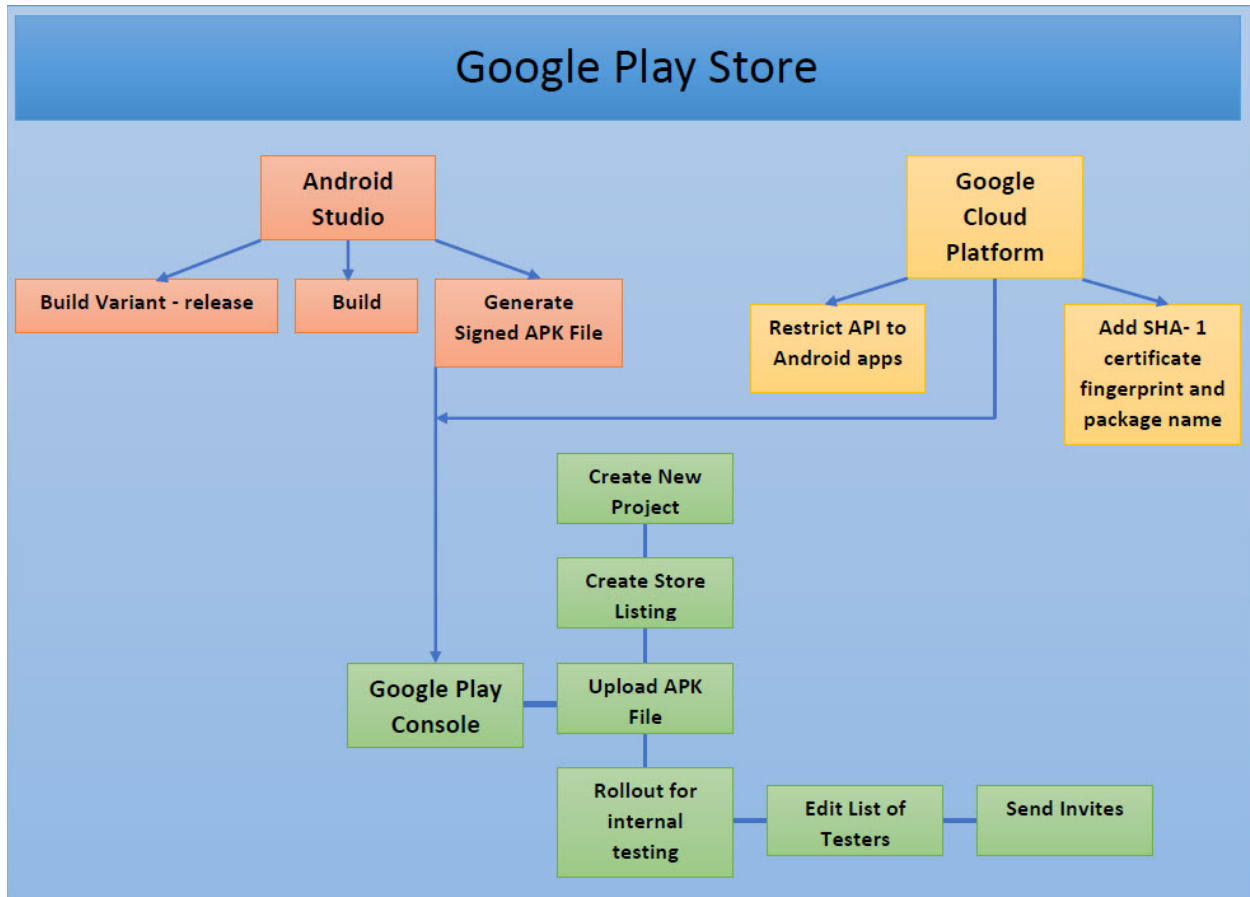 Google Play Store
Android
Studio
Google
Cloud
Platform
Build Variant - release
Build
Generate
Signed APK File
Restrict API to
Android apps
Add SHA- 1
certificate
fingerprint and
package name
Create New
Project
Create Store
Listing
Google Play
Console
Upload APK
File
Rollout for
internal
testing
Edit List of
Testers
Send Invites